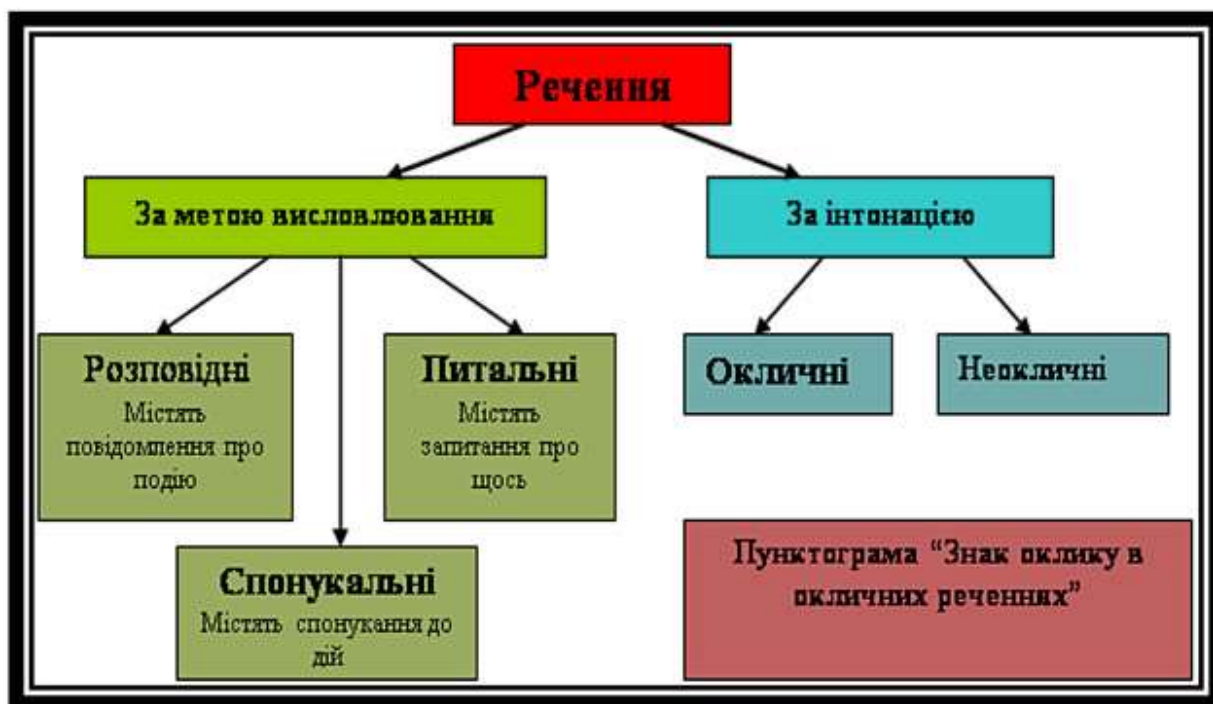 Речення
За метою висловлювання
За інтонацією
Розповідні
Містять
повідомлення про
подію
Питальні
Містять
запитання про
щось
Окличні
Неокличні
Спонукальні
Містять спонукання до
дій
Пунктограма “Знак оклику в
окличних реченнях”